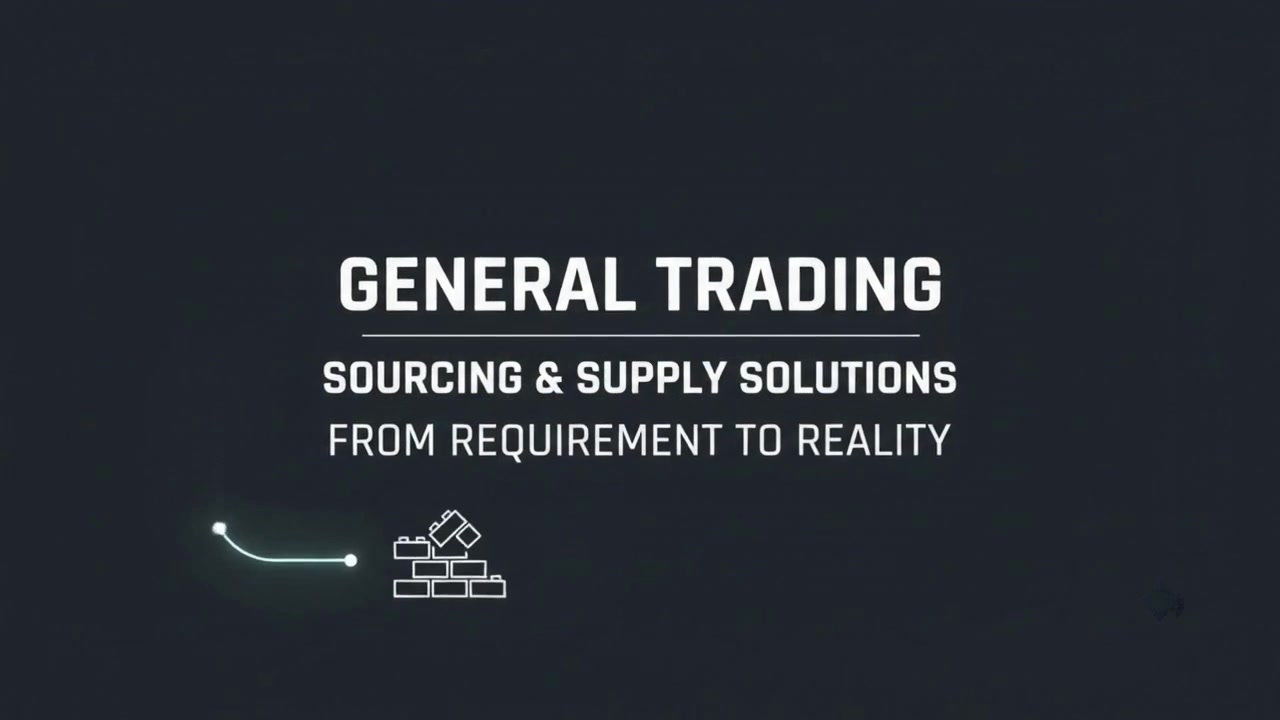 GENERAL TRADING
SOURCING & SUPPLY SOLUTIONS
FROM REQUIREMENT TO REALITY